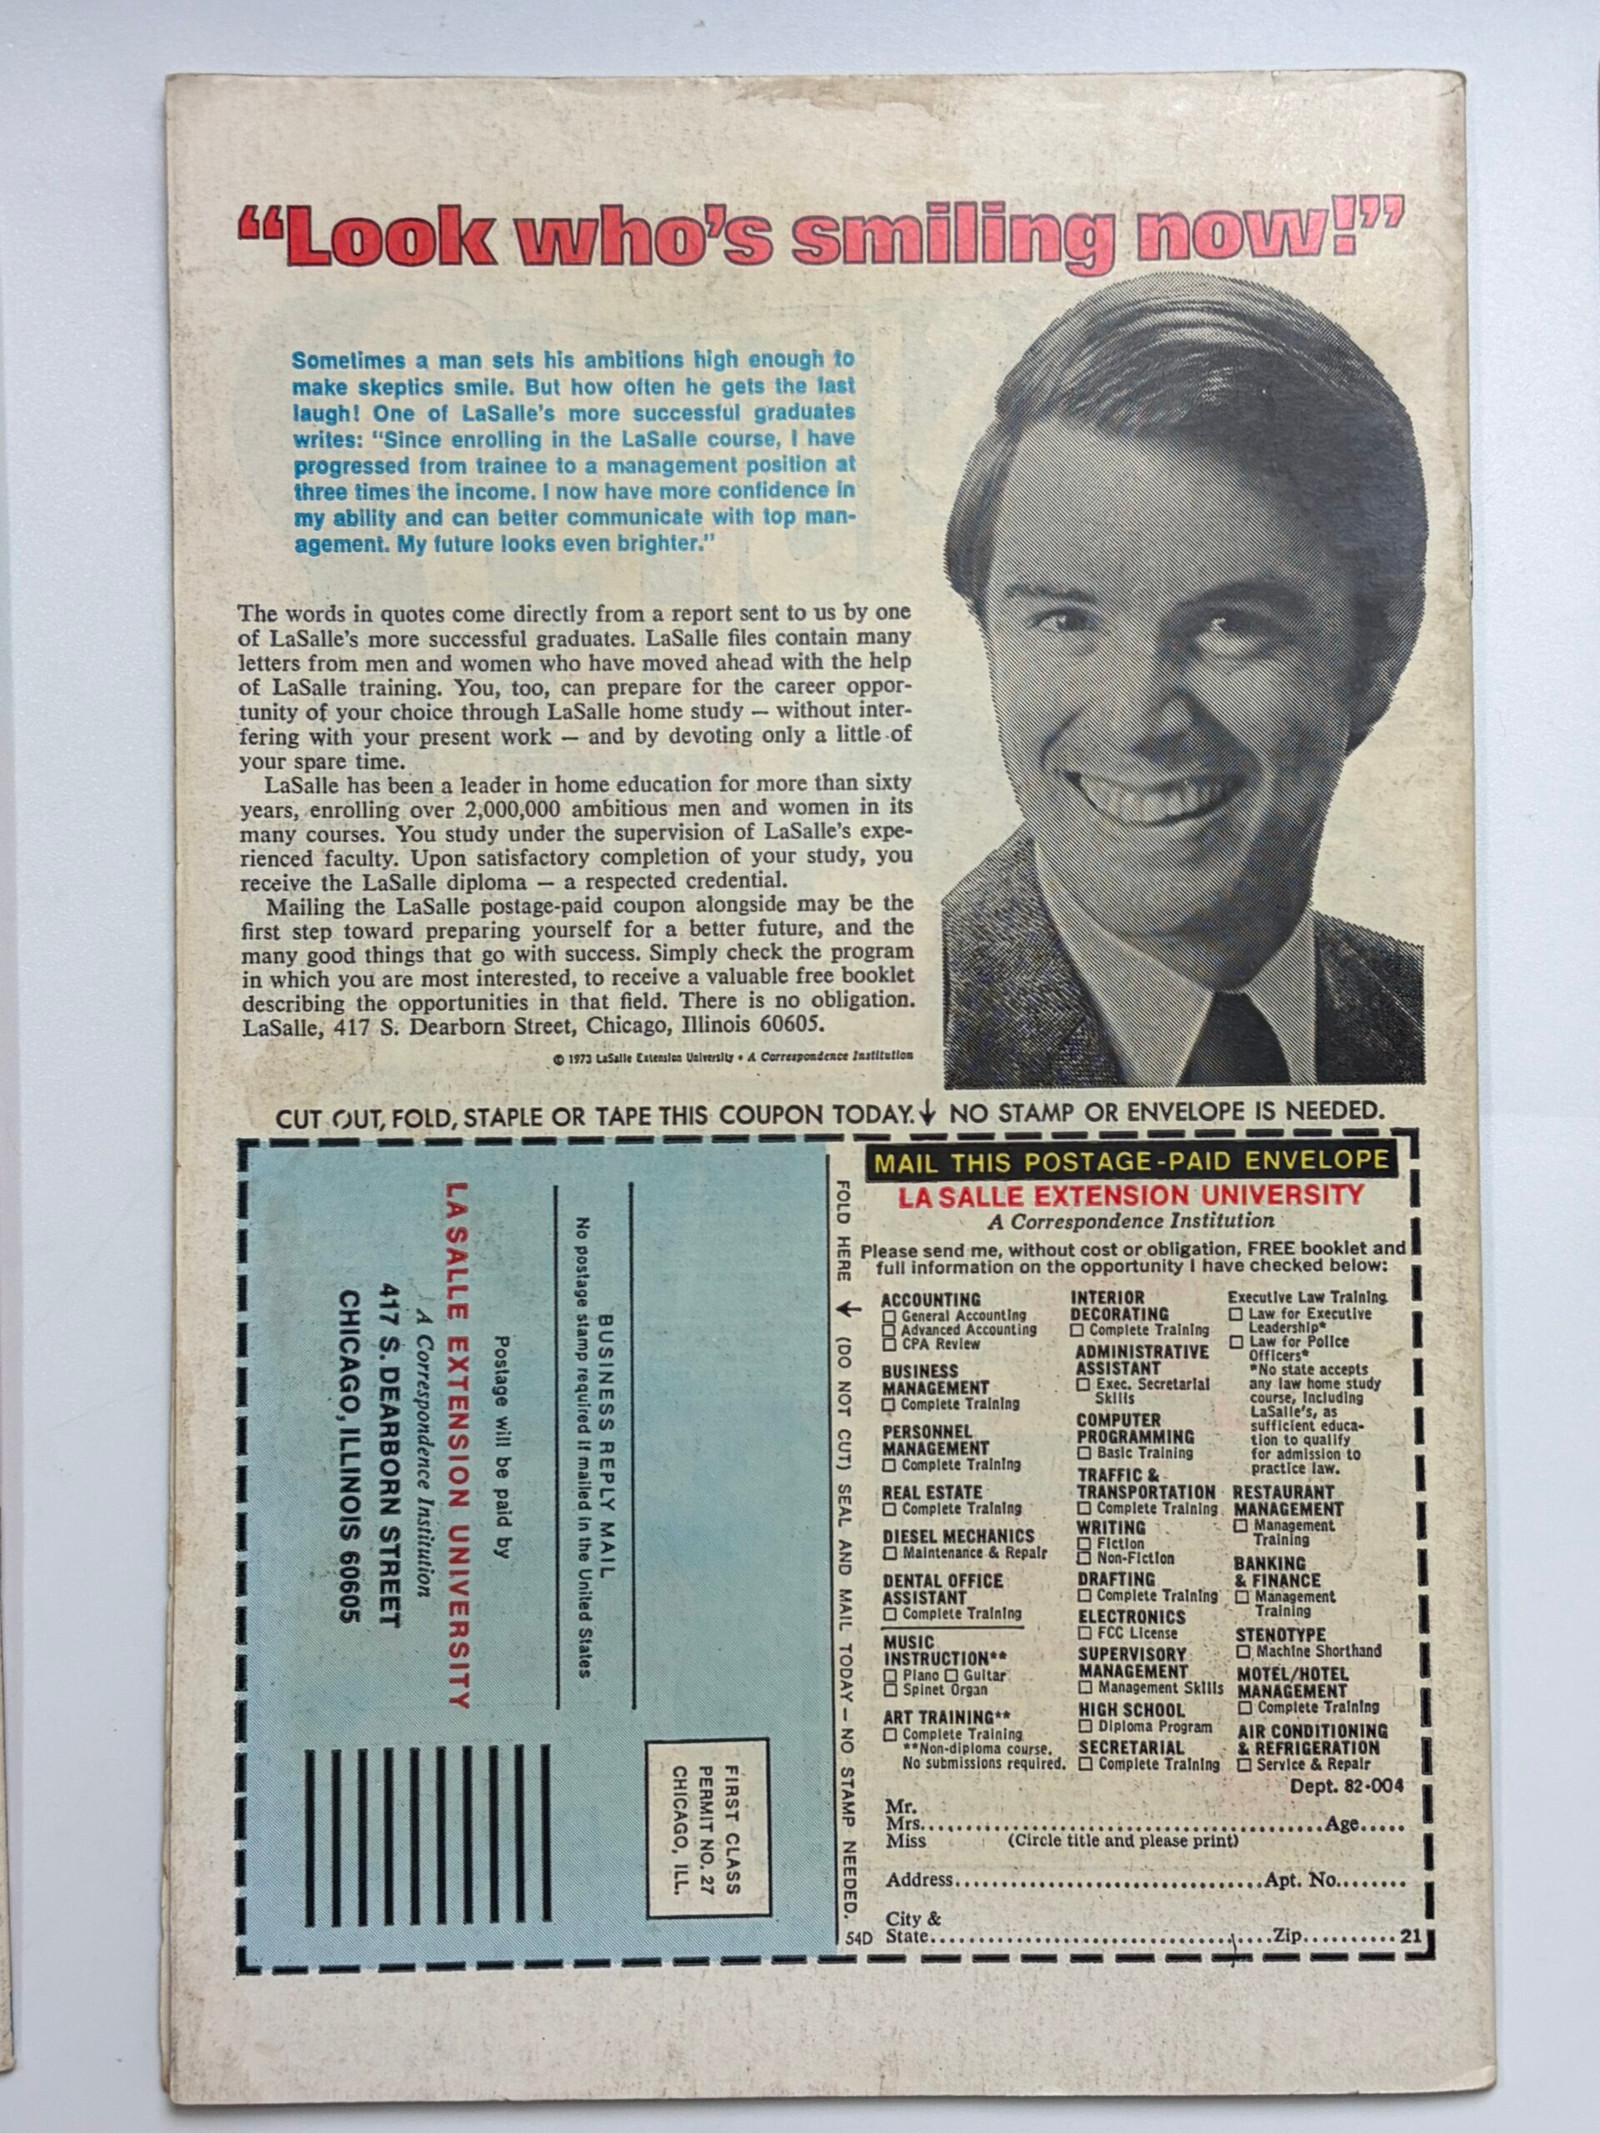 “Look who’s smiling now!”
Sometimes a man sets his ambitions high enough to
make skeptics smile. But how often he gets the last
laugh! One of LaSalle’s more successful graduates
writes: “Since enrolling in the LaSalle course, I have
progressed from trainee to a management position at
three times the income. I now have more confidence in
my ability and can better communicate with top man-
agement. My future looks even brighter.”
The words in quotes come directly from a report sent to us by one
of LaSalle’s more successful graduates. LaSalle files contain many
letters from men and women who have moved ahead with the help
of LaSalle training. You, too, can prepare for the career oppor-
tunity of your choice through LaSalle home study — without inter-
fering with your present work — and by devoting only a little of
your spare time.
LaSalle has been a leader in home education for more than sixty
years, enrolling over 2,000,000 ambitious men and women in its
many courses. You study under the supervision of LaSalle’s expe-
rienced faculty. Upon satisfactory completion of your study, you
receive the LaSalle diploma — a respected credential.
Mailing the LaSalle postage-paid coupon alongside may be the
first step toward preparing yourself for a better future, and the
many good things that go with success. Simply check the program
in which you are most interested, to receive a valuable free booklet
describing the opportunities in that field. There is no obligation.
LaSalle, 417 S. Dearborn Street, Chicago, Illinois 60605.
© 1973 LaSalle Extension University • A Correspondence Institution
CUT OUT, FOLD, STAPLE OR TAPE THIS COUPON TODAY.↓ NO STAMP OR ENVELOPE IS NEEDED.
FIRST CLASS
PERMIT NO. 27
CHICAGO, ILL.
BUSINESS REPLY MAIL
No postage stamp required if mailed in the United States
Postage will be paid by
LA SALLE EXTENSION UNIVERSITY
A Correspondence Institution
417 S. DEARBORN STREET
CHICAGO, ILLINOIS 60605
FOLD HERE ↓ (DO NOT CUT) SEAL AND MAIL TODAY – NO STAMP NEEDED.
54D
MAIL THIS POSTAGE-PAID ENVELOPE
LA SALLE EXTENSION UNIVERSITY
A Correspondence Institution
Please send me, without cost or obligation, FREE booklet and
full information on the opportunity I have checked below:
ACCOUNTING
☐ General Accounting
☐ Advanced Accounting
☐ CPA Review
BUSINESS
MANAGEMENT
☐ Complete Training
PERSONNEL
MANAGEMENT
☐ Complete Training
REAL ESTATE
☐ Complete Training
DIESEL MECHANICS
☐ Maintenance & Repair
DENTAL OFFICE
ASSISTANT
☐ Complete Training
MUSIC
INSTRUCTION**
☐ Piano ☐ Guitar
☐ Spinet Organ
ART TRAINING**
☐ Complete Training
**Non-diploma course.
No submissions required.
INTERIOR
DECORATING
☐ Complete Training
ADMINISTRATIVE
ASSISTANT
☐ Exec. Secretarial
Skills
COMPUTER
PROGRAMMING
☐ Basic Training
TRAFFIC &
TRANSPORTATION
☐ Complete Training
WRITING
☐ Fiction
☐ Non-Fiction
DRAFTING
☐ Complete Training
ELECTRONICS
☐ FCC License
SUPERVISORY
MANAGEMENT
☐ Management Skills
HIGH SCHOOL
☐ Diploma Program
SECRETARIAL
☐ Complete Training
Executive Law Training
☐ Law for Executive
Leadership*
☐ Law for Police
Officers*
*No state accepts
any law home study
course, including
LaSalle’s, as
sufficient educa-
tion to qualify
for admission to
practice law.
RESTAURANT
MANAGEMENT
☐ Management
Training
BANKING
& FINANCE
☐ Management
Training
STENOTYPE
☐ Machine Shorthand
MOTEL/HOTEL
MANAGEMENT
☐ Complete Training
AIR CONDITIONING
& REFRIGERATION
☐ Service & Repair
Dept. 82-004
Mr.
Mrs. Age
Miss (Circle title and please print)
Address Apt. No.
City &
State Zip 21